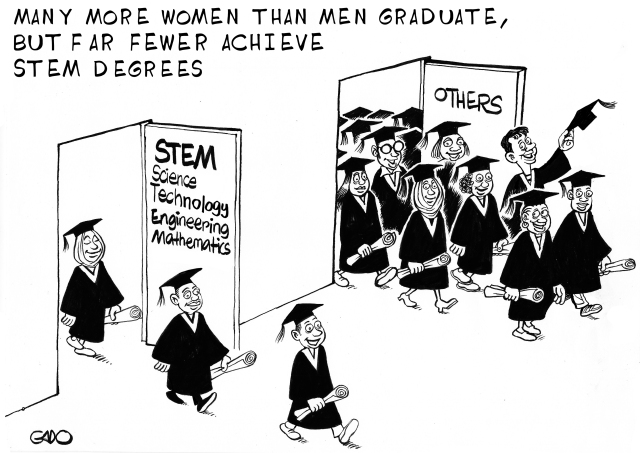 MANY MORE WOMEN THAN MEN GRADUATE,
BUT FAR FEWER ACHIEVE
STEM DEGREES
OTHERS
STEM
Science
Technology
Engineering
Mathematics
GADO